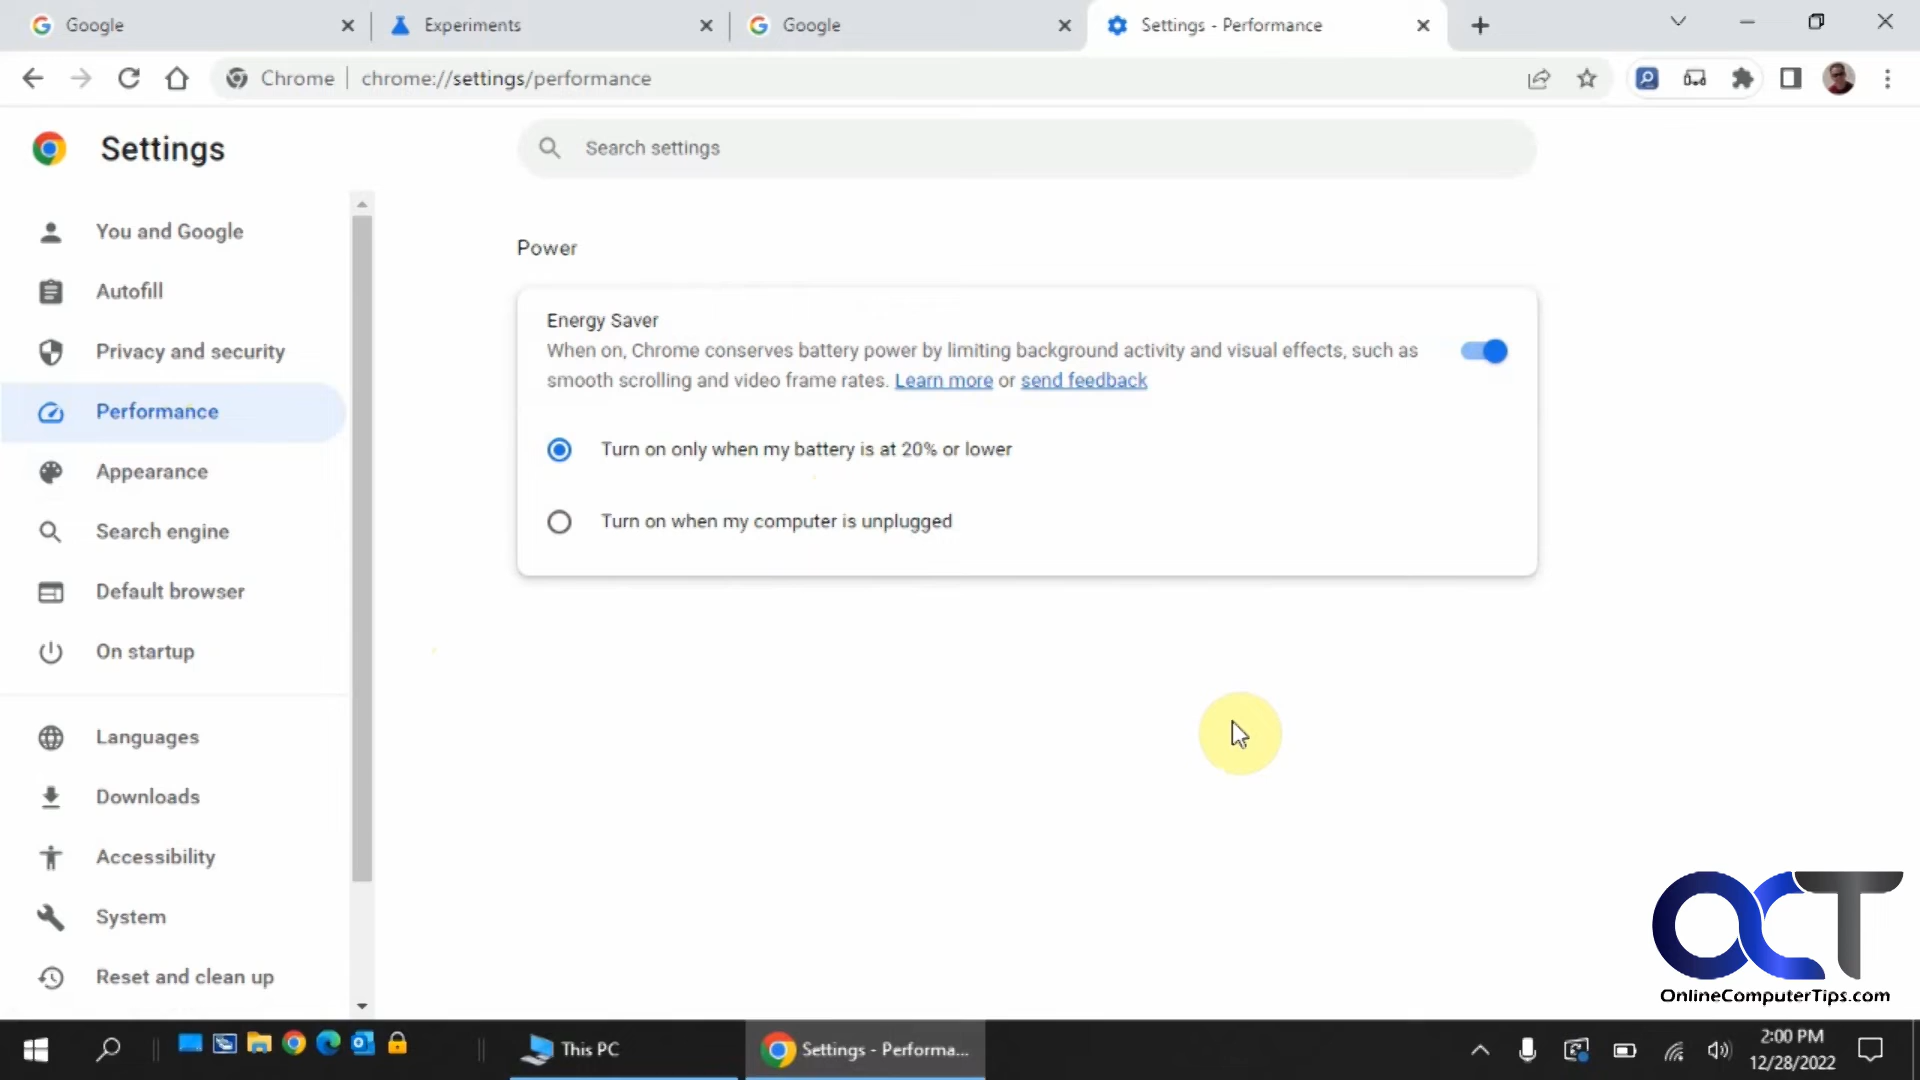 Google
Experiments
Google
Settings - Performance
Chrome
chrome://settings/performance
Settings
Search settings
You and Google
Autofill
Privacy and security
Performance
Appearance
Search engine
Default browser
On startup
Languages
Downloads
Accessibility
System
Reset and clean up
Power
Energy Saver
When on, Chrome conserves battery power by limiting background activity and visual effects, such as
smooth scrolling and video frame rates. Learn more or send feedback
Turn on only when my battery is at 20% or lower
Turn on when my computer is unplugged
OCT
OnlineComputerTips.com
This PC
Settings - Performa...
2:00 PM
12/28/2022